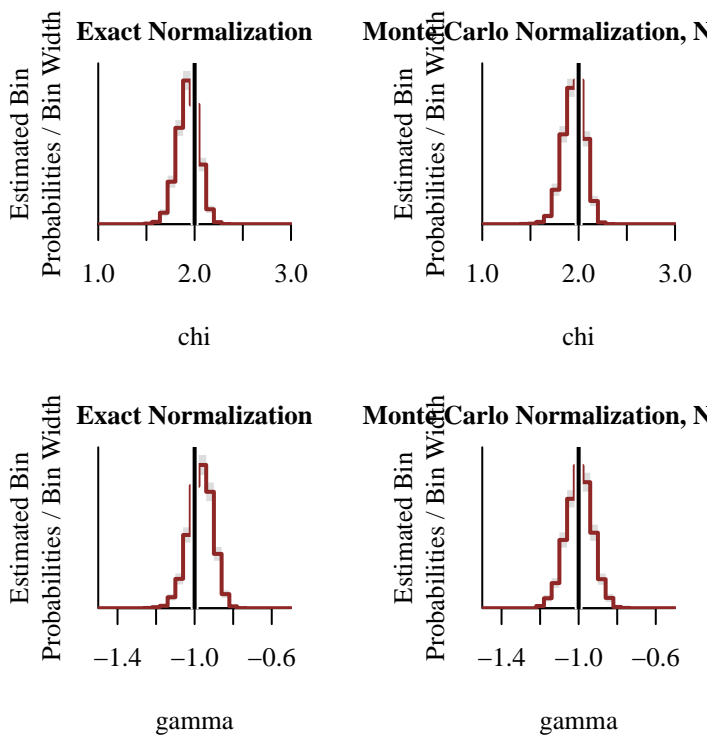 Exact Normalization
Estimated Bin
Probabilities / Bin Width
1.0 2.0 3.0
chi
Monte Carlo Normalization, N
Estimated Bin
Probabilities / Bin Width
1.0 2.0 3.0
chi
Exact Normalization
Estimated Bin
Probabilities / Bin Width
−1.4 −1.0 −0.6
gamma
Monte Carlo Normalization, N
Estimated Bin
Probabilities / Bin Width
−1.4 −1.0 −0.6
gamma